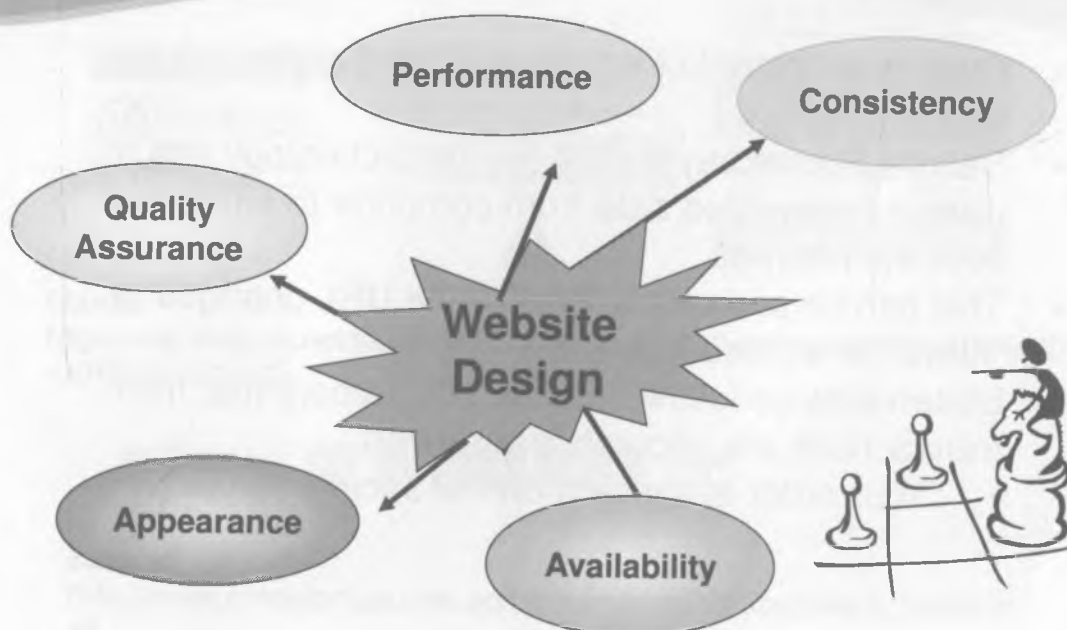 Performance
Consistency
Quality
Assurance
Website
Design
Appearance
Availability